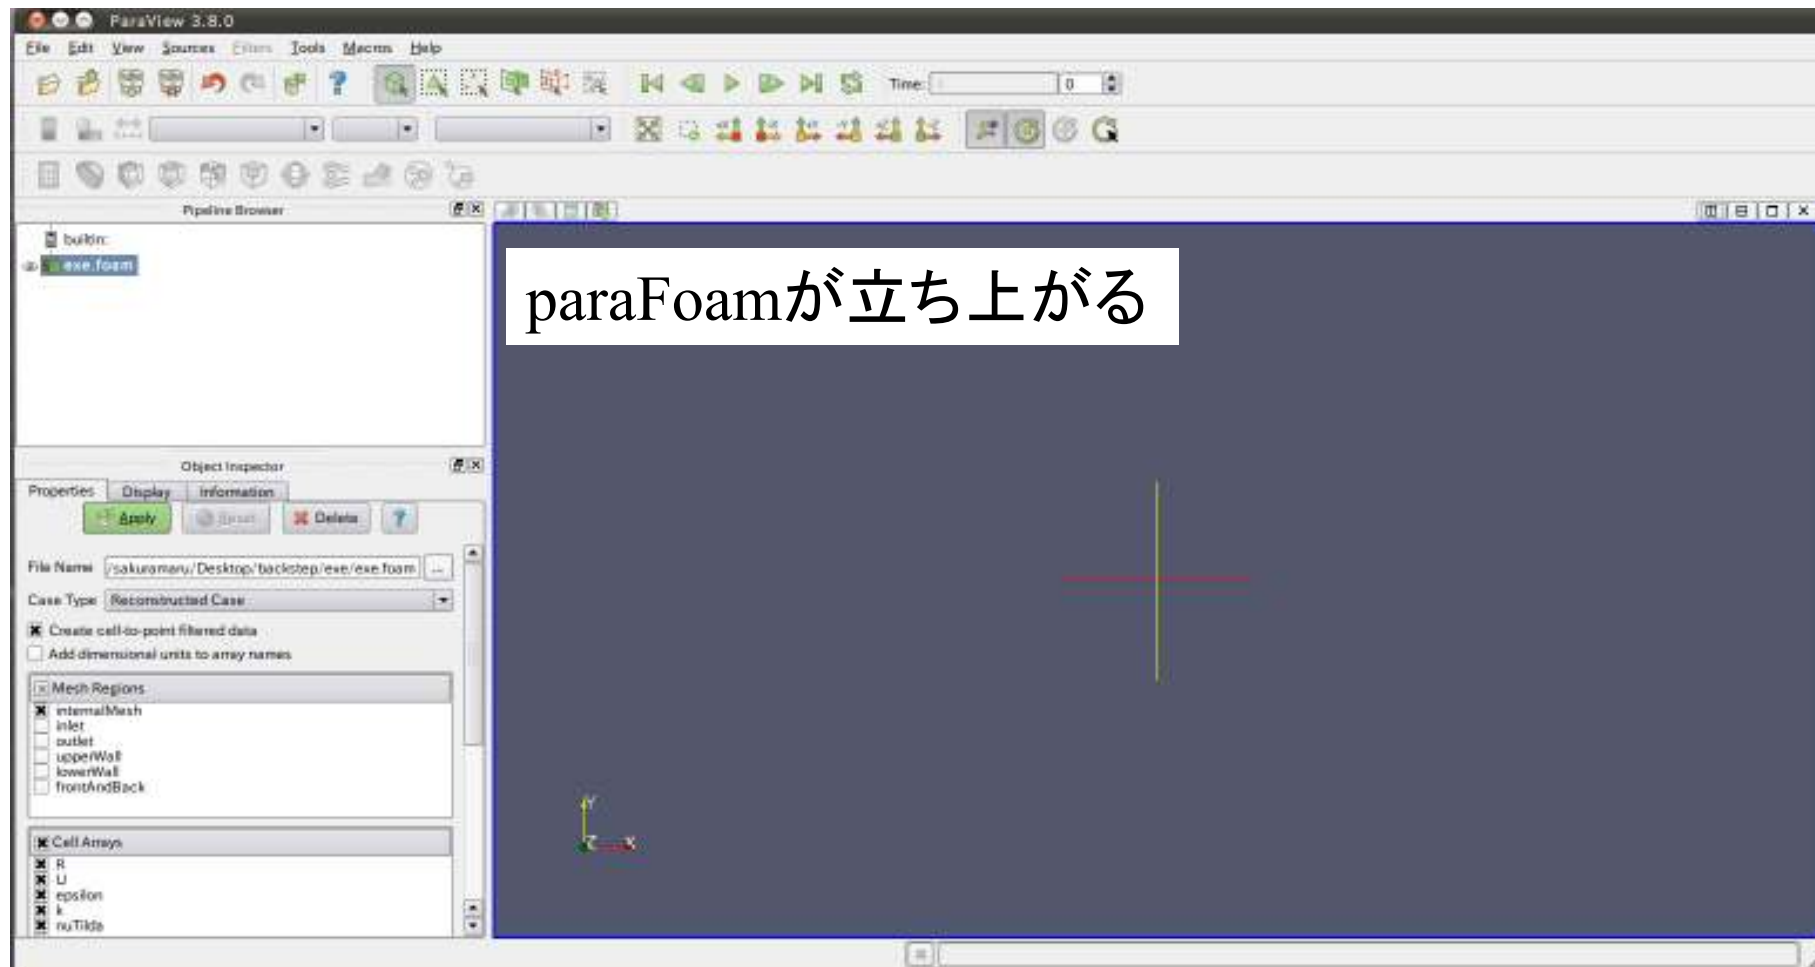 ParaView 3.8.0
File Edit View Sources Filters Tools Macros Help
Time: 0
Pipeline Browser
builtin:
exe.foam
paraFoamが立ち上がる
Object Inspector
Properties Display Information
Apply Reset Delete ?
File Name /sakuramaru/Desktop/backstep/exe/exe.foam ...
Case Type Reconstructed Case
Create cell-to-point filtered data
Add dimensional units to array names
Mesh Regions
internalMesh
inlet
outlet
upperWall
lowerWall
frontAndBack
Cell Arrays
R
U
epsilon
k
nuTilda
Y
Z X